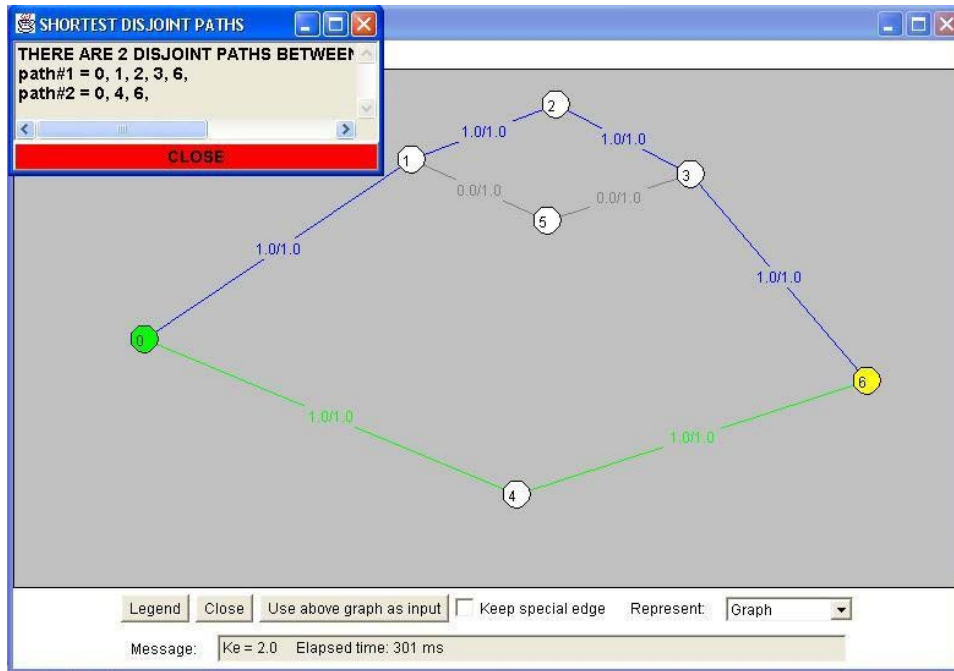 SHORTEST DISJOINT PATHS
THERE ARE 2 DISJOINT PATHS BETWEEN
path#1 = 0, 1, 2, 3, 6,
path#2 = 0, 4, 6,
CLOSE
2
1.0/1.0
1.0/1.0
1
3
0.0/1.0
0.0/1.0
5
1.0/1.0
1.0/1.0
0
6
1.0/1.0
1.0/1.0
4
Legend Close Use above graph as input Keep special edge Represent: Graph
Message: Ke = 2.0 Elapsed time: 301 ms